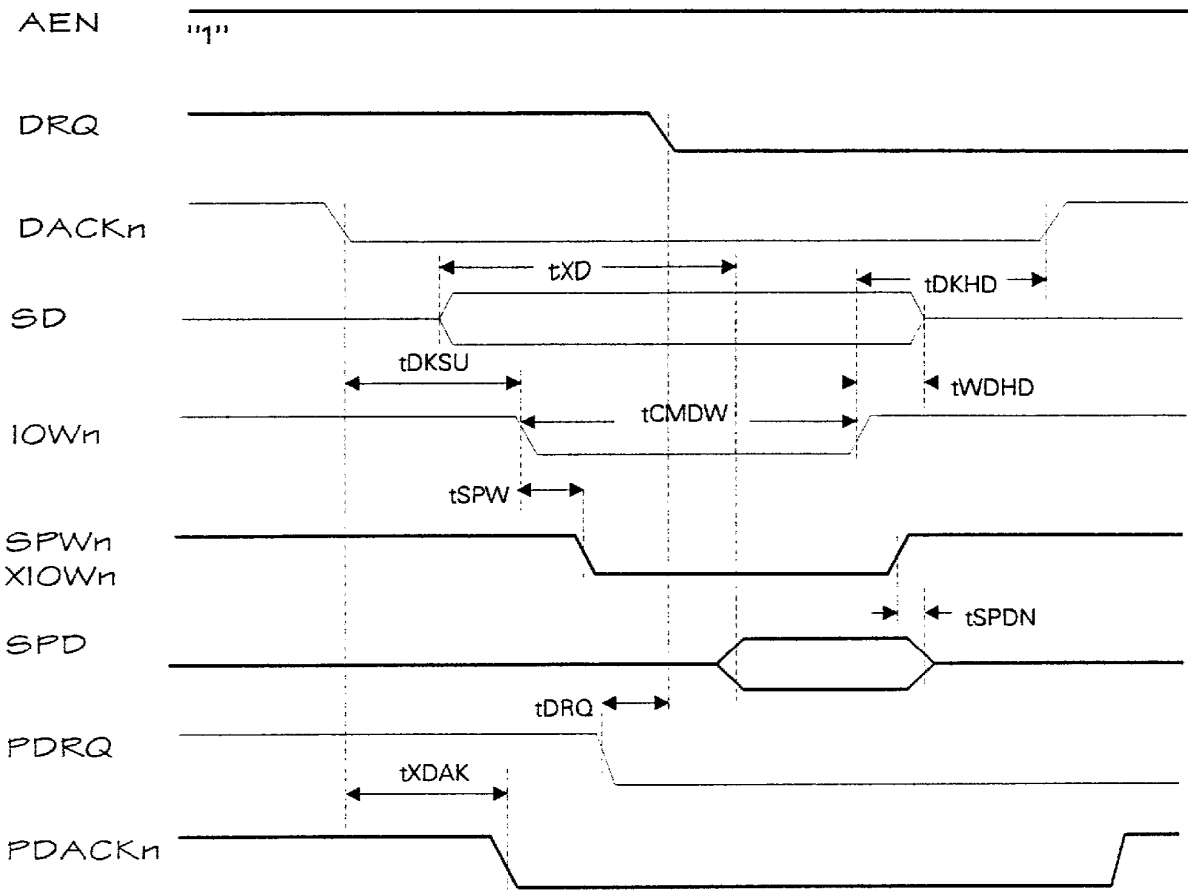 AEN
"1"
DRQ
DACKn
tXD
tDKHD
SD
tDKSU
tWDHD
tCMDW
IOWn
tSPW
SPWn
XIOWn
tSPDN
SPD
tDRQ
PDRQ
tXDAK
PDACKn